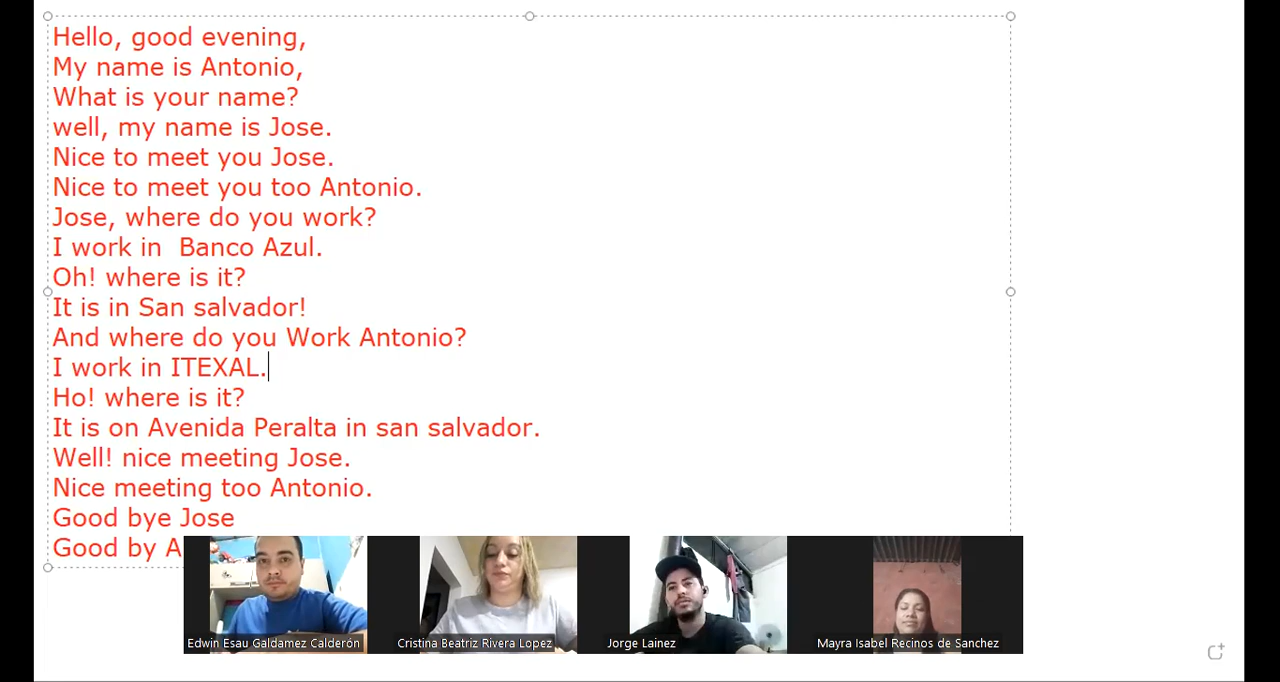 Hello, good evening,
My name is Antonio,
What is your name?
well, my name is Jose.
Nice to meet you Jose.
Nice to meet you too Antonio.
Jose, where do you work?
I work in  Banco Azul.
Oh! where is it?
It is in San salvador!
And where do you Work Antonio?
I work in ITEXAL.
Ho! where is it?
It is on Avenida Peralta in san salvador.
Well! nice meeting Jose.
Nice meeting too Antonio.
Good bye Jose
Good by A
Edwin Esau Galdamez Calderón
Cristina Beatriz Rivera Lopez
Jorge Lainez
Mayra Isabel Recinos de Sanchez